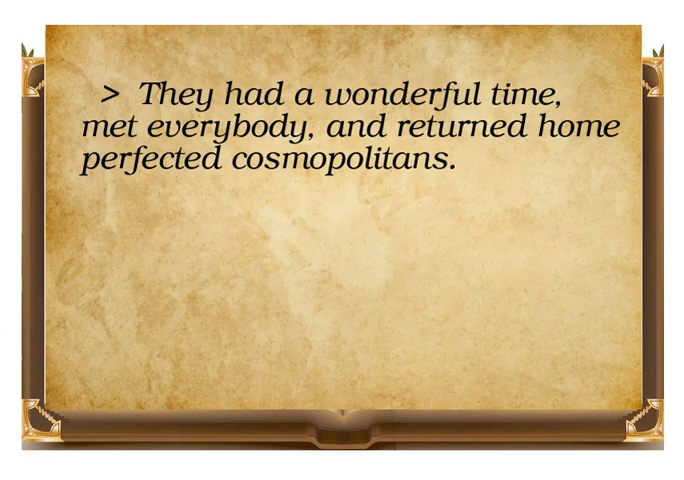 > They had a wonderful time,
met everybody, and returned home
perfected cosmopolitans.